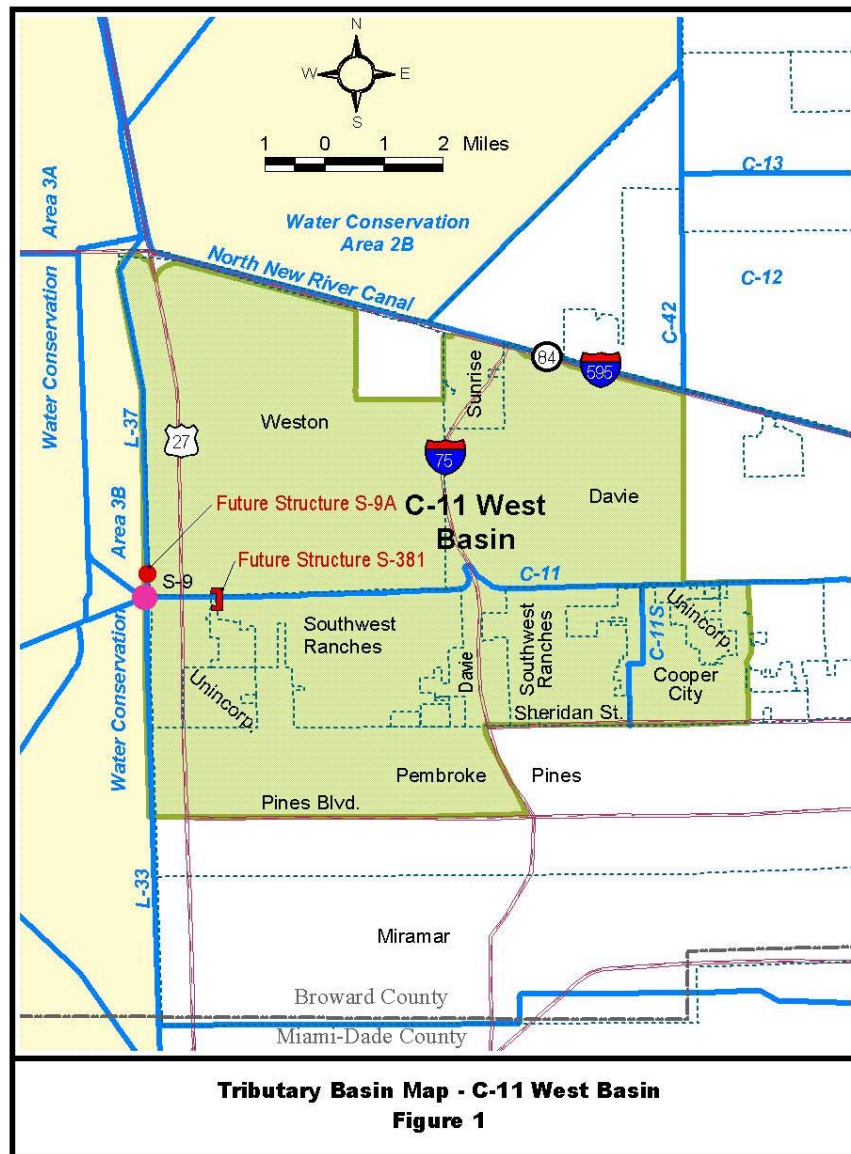 N
W
E
S
1 0 1 2 Miles
Area 3A
Water Conservation
Water Conservation
Area 2B
North New River Canal
C-13
C-12
C-42
84
595
Sunrise
75
Weston
L-37
27
Davie
C-11 West
Basin
Area 3B
Future Structure S-9A
Future Structure S-381
S-9
C-11
Water Conservation
Southwest
Ranches
Unincorp.
Davie
Southwest
Ranches
C-11S
Unincorp.
Cooper
City
Sheridan St.
Pembroke
Pines
Pines Blvd.
L-33
Miramar
Broward County
Miami-Dade County
Tributary Basin Map - C-11 West Basin
Figure 1